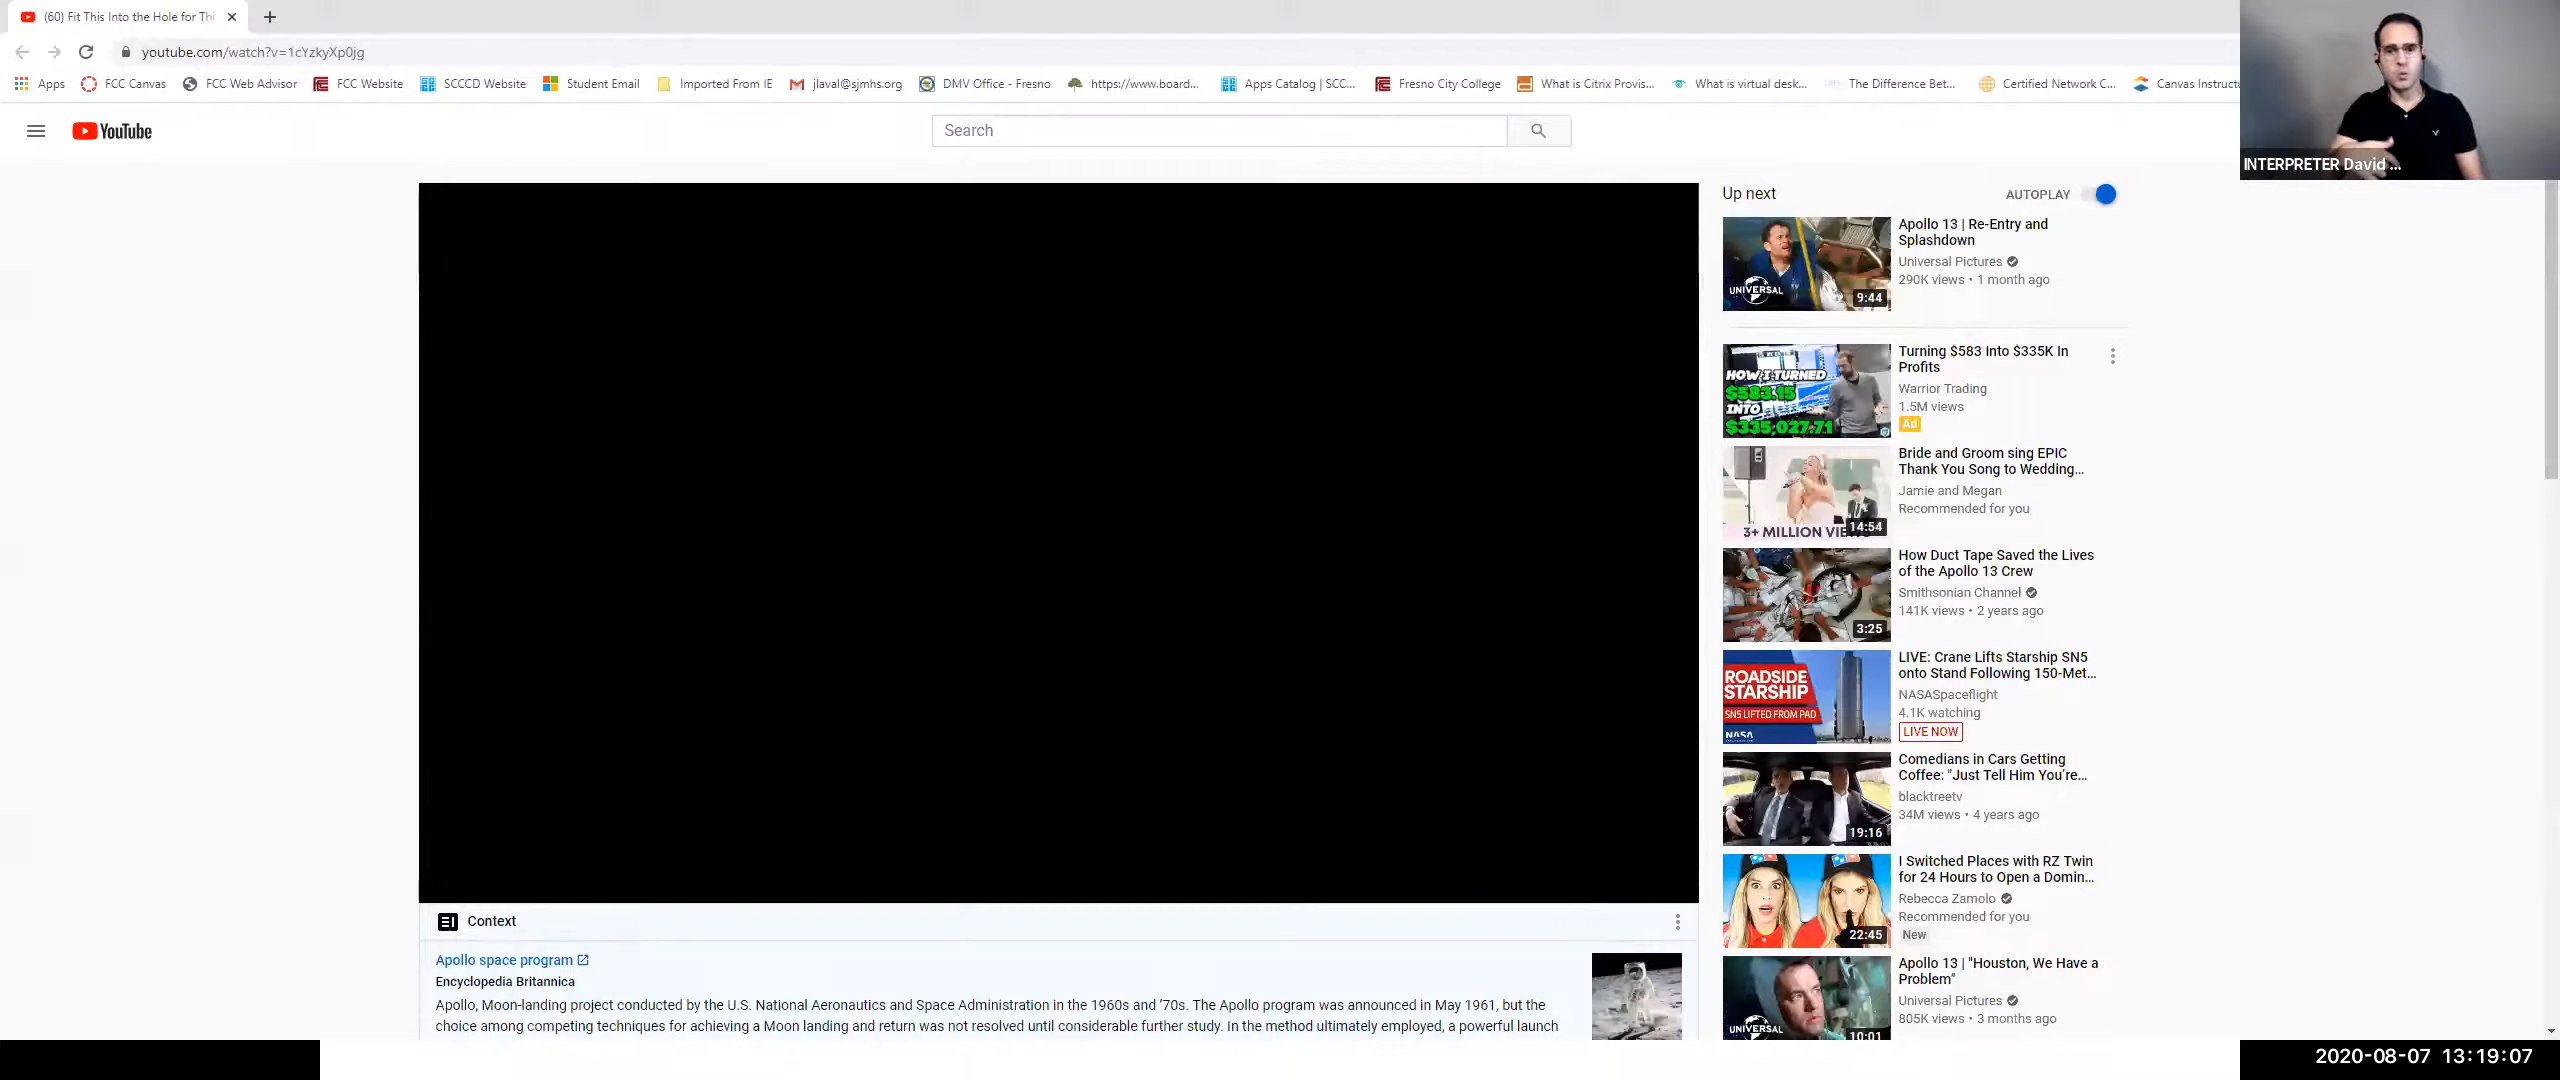 (60) Fit This Into the Hole for Thi
youtube.com/watch?v=1cYzkyXp0jg
Apps FCC Canvas FCC Web Advisor FCC Website SCCCD Website Student Email Imported From IE jlaval@sjmhs.org DMV Office - Fresno https://www.board... Apps Catalog | SCC... Fresno City College What is Citrix Provis... What is virtual desk... The Difference Bet... Certified Network C... Canvas Instructu
INTERPRETER David ...
YouTube
Search
Up next
AUTOPLAY
Apollo 13 | Re-Entry and
Splashdown
Universal Pictures
290K views • 1 month ago
UNIVERSAL
9:44
Turning $583 Into $335K In
Profits
Warrior Trading
1.5M views
Ad
HOW I TURNED
$583.15
INTO
$335,027.71
Bride and Groom sing EPIC
Thank You Song to Wedding...
Jamie and Megan
Recommended for you
3+ MILLION VIE
14:54
How Duct Tape Saved the Lives
of the Apollo 13 Crew
Smithsonian Channel
141K views • 2 years ago
3:25
LIVE: Crane Lifts Starship SN5
onto Stand Following 150-Met...
NASASpaceflight
4.1K watching
LIVE NOW
ROADSIDE
STARSHIP
SN5 LIFTED FROM PAD
NASA
Comedians in Cars Getting
Coffee: "Just Tell Him You're...
blacktreetv
34M views • 4 years ago
19:16
I Switched Places with RZ Twin
for 24 Hours to Open a Domin...
Rebecca Zamolo
Recommended for you
New
22:45
Apollo 13 | "Houston, We Have a
Problem"
Universal Pictures
805K views • 3 months ago
UNIVERSAL
10:01
Context
Apollo space program
Encyclopedia Britannica
Apollo, Moon-landing project conducted by the U.S. National Aeronautics and Space Administration in the 1960s and '70s. The Apollo program was announced in May 1961, but the
choice among competing techniques for achieving a Moon landing and return was not resolved until considerable further study. In the method ultimately employed, a powerful launch
2020-08-07 13:19:07